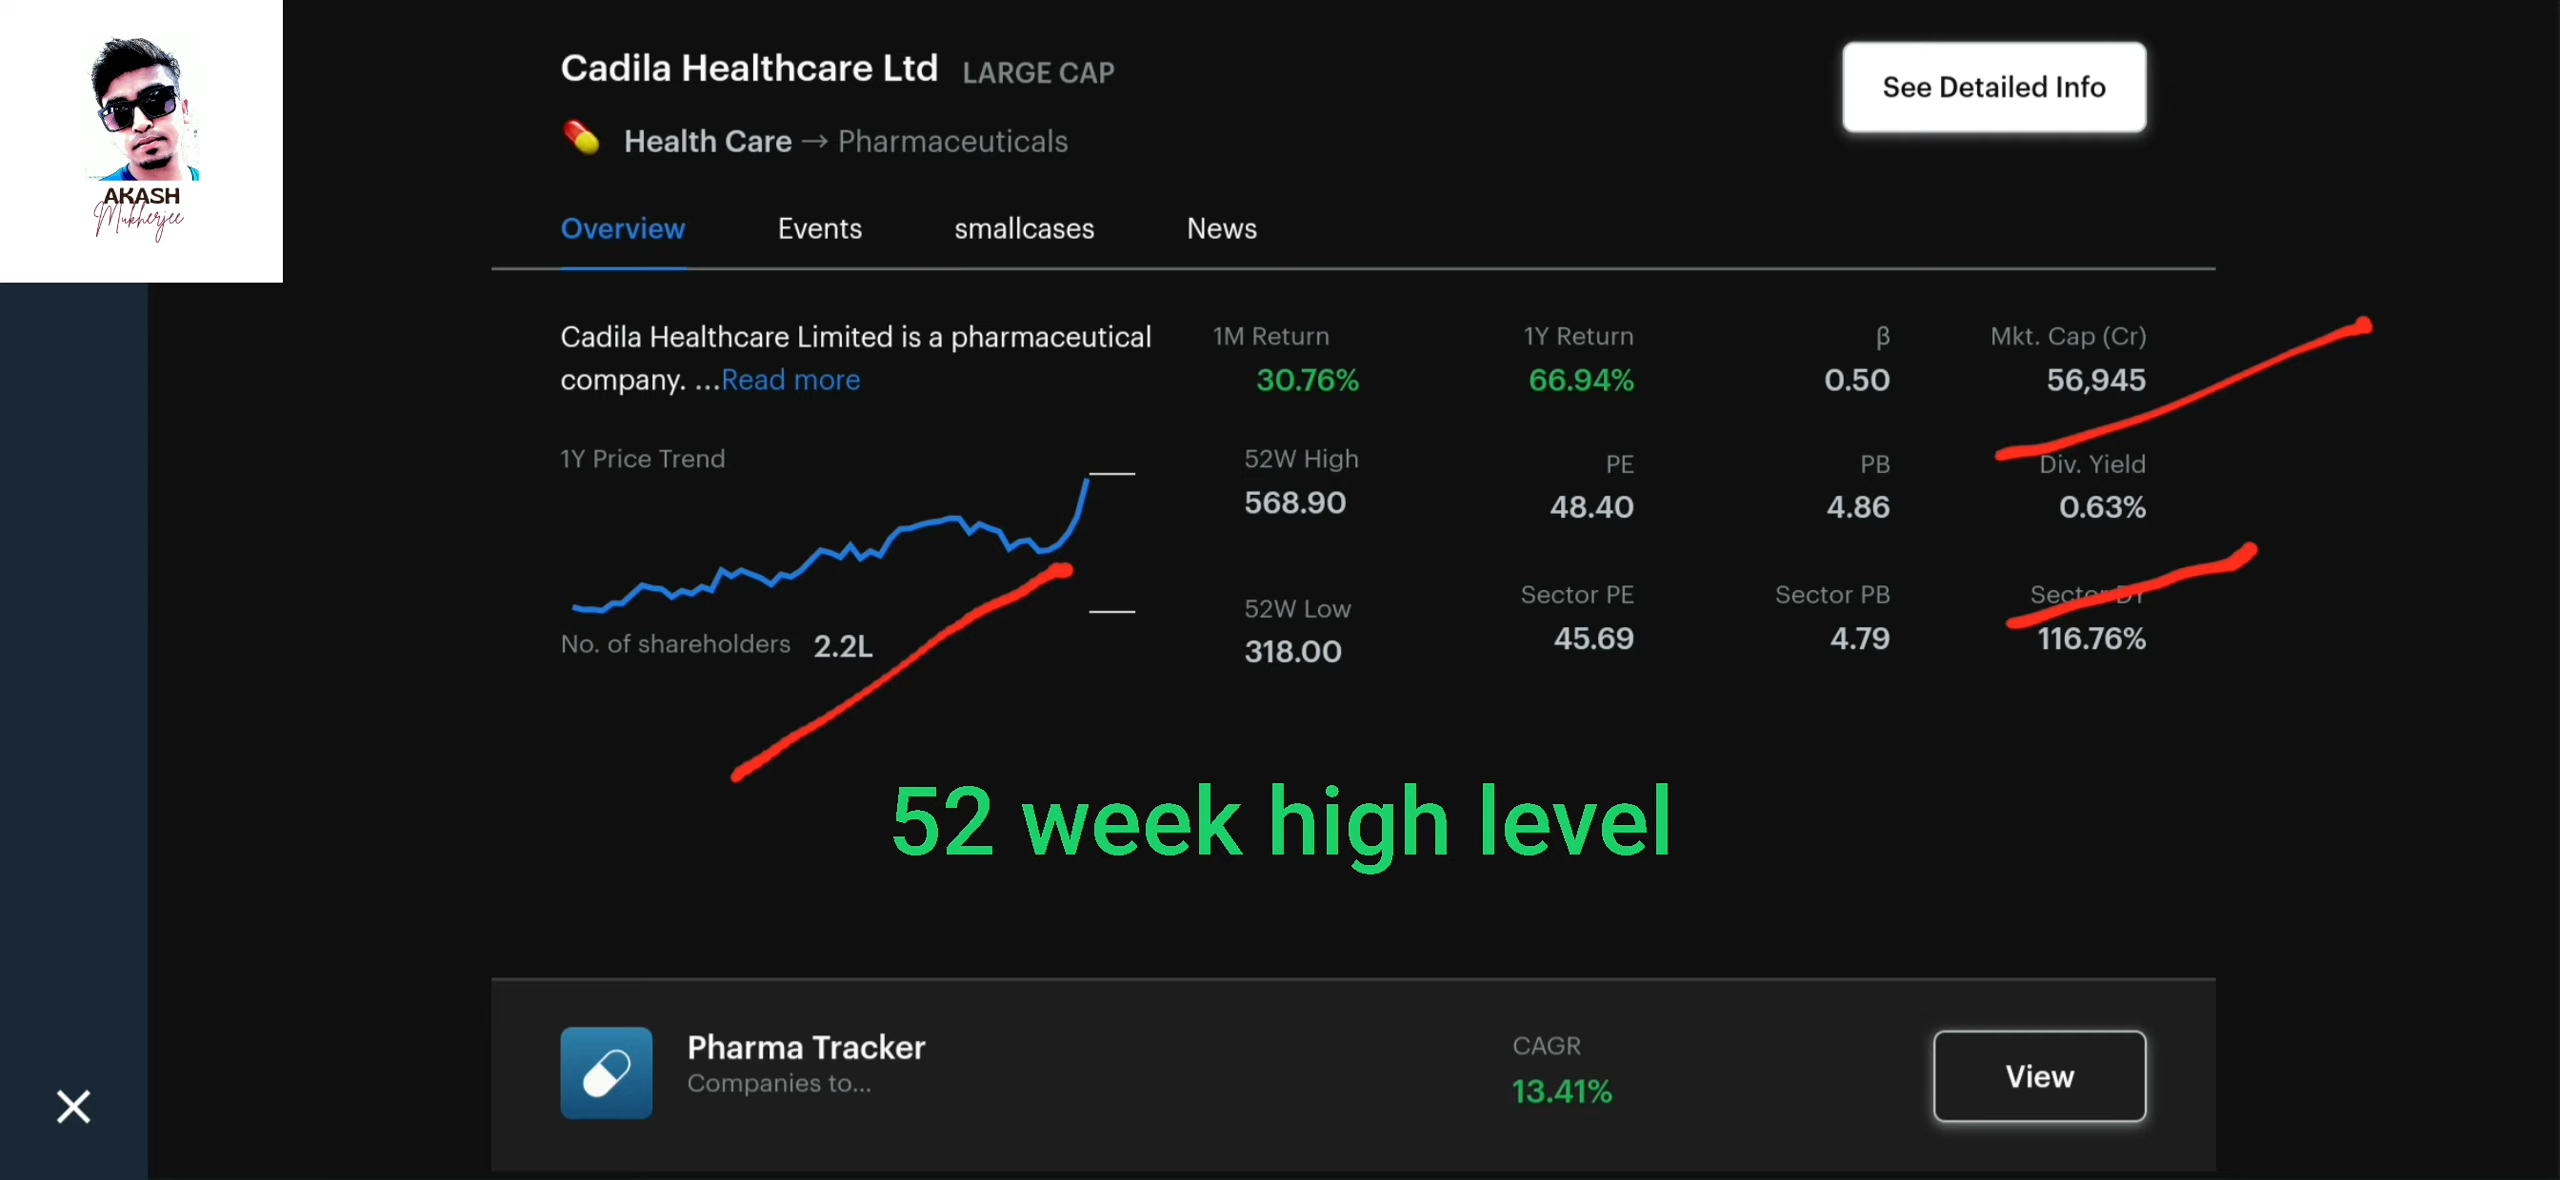 AKASH
Mukherjee
Cadila Healthcare Ltd LARGE CAP
See Detailed Info
Health Care → Pharmaceuticals
Overview Events smallcases News
Cadila Healthcare Limited is a pharmaceutical
company. ...Read more
1M Return 1Y Return β Mkt. Cap (Cr)
30.76% 66.94% 0.50 56,945
1Y Price Trend
52W High PE PB Div. Yield
568.90 48.40 4.86 0.63%
No. of shareholders 2.2L
52W Low Sector PE Sector PB Sector DY
318.00 45.69 4.79 116.76%
52 week high level
Pharma Tracker
Companies to...
CAGR
13.41%
View